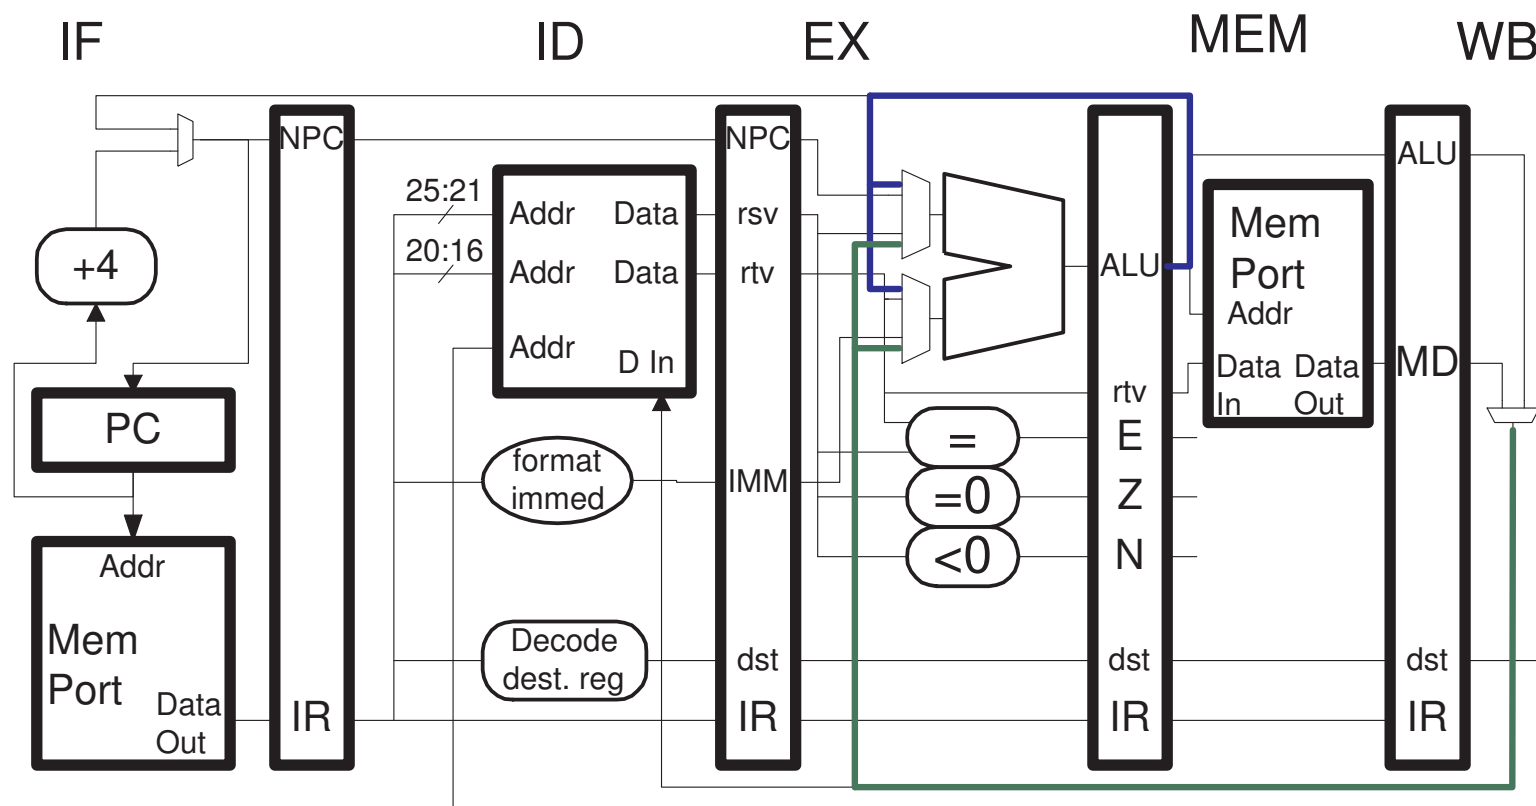 IF ID EX MEM WB
NPC
NPC
ALU
25:21
20:16
Addr Data
Addr Data
Addr
D In
rsv
rtv
+4
ALU
Mem
Port
Addr
Data
In
Data
Out
MD
PC
format
immed
IMM
rtv
=
E
=0
Z
<0
N
Addr
Mem
Port
Data
Out
Decode
dest. reg
dst
dst
dst
IR
IR
IR
IR